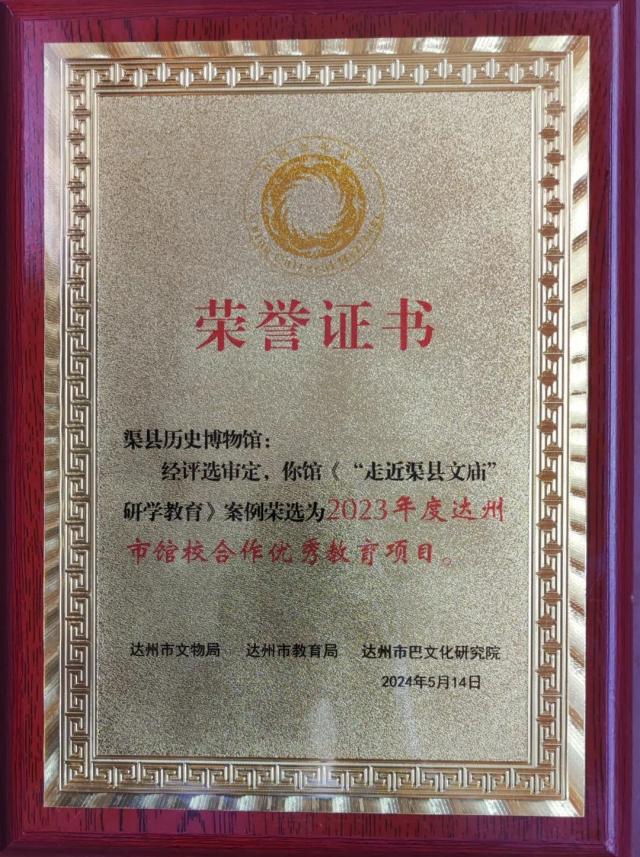 荣誉证书
渠县历史博物馆：
经评选审定，你馆《“走近渠县文庙”
研学教育》案例荣选为2023年度达州
市馆校合作优秀教育项目。
达州市文物局 达州市教育局 达州市巴文化研究院
2024年5月14日